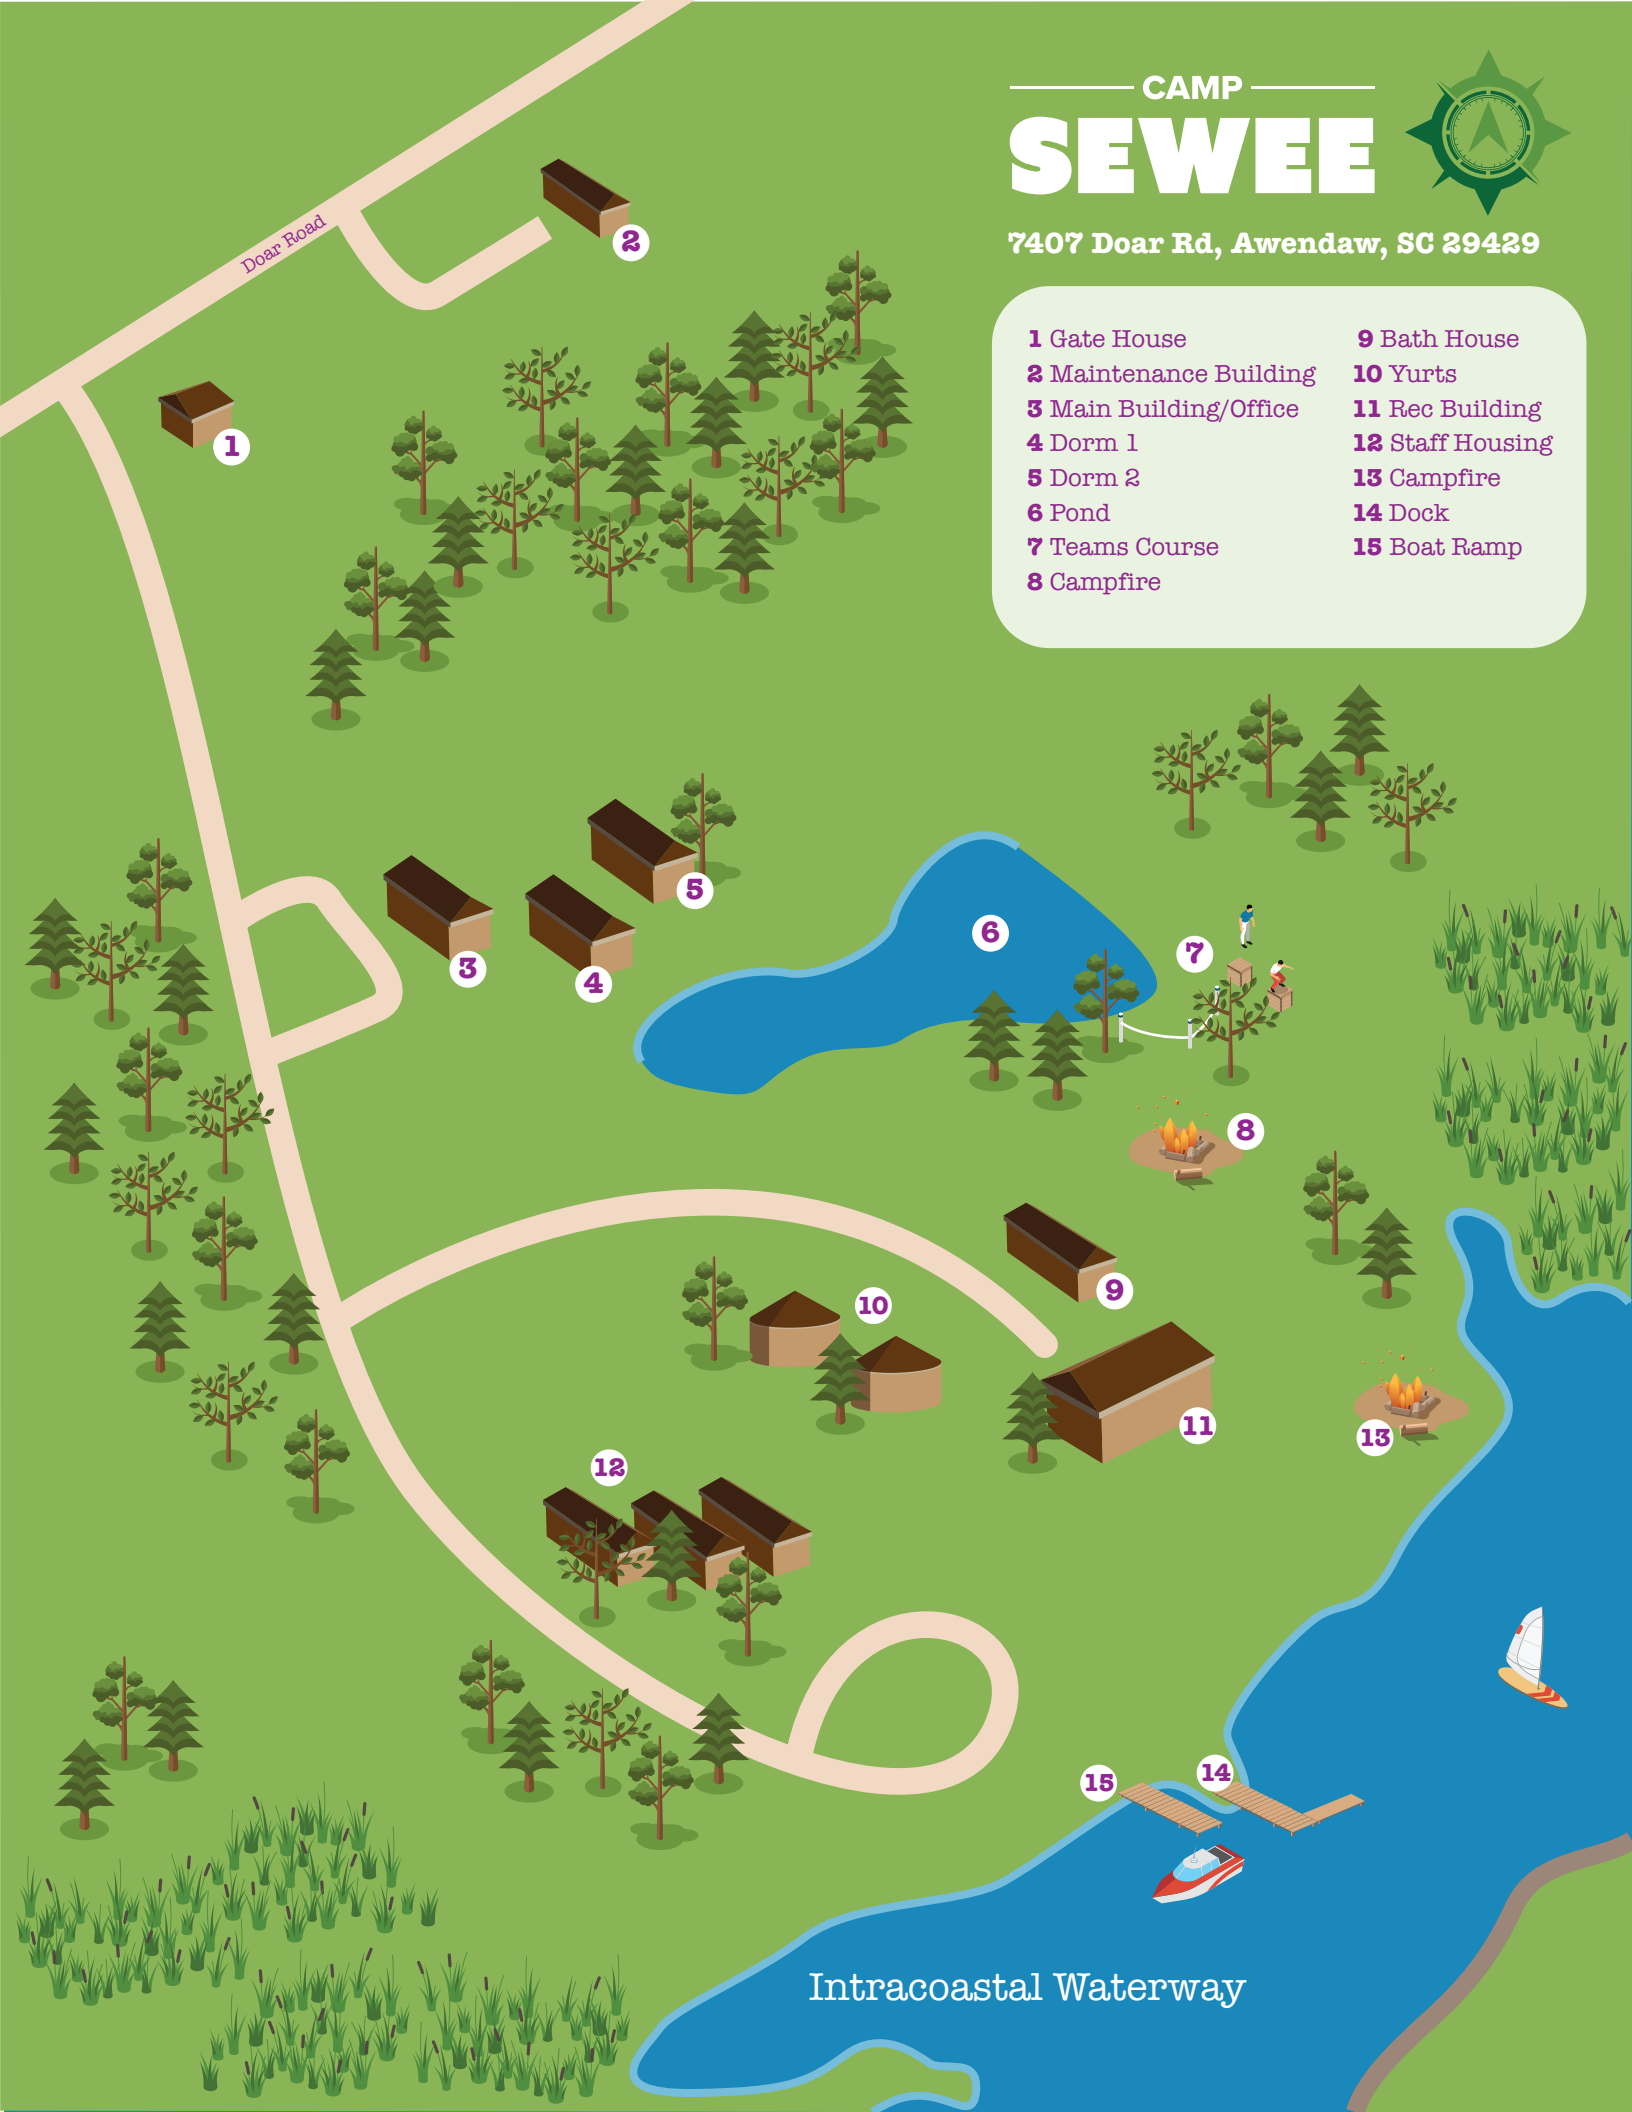 CAMP
SEWEE
7407 Doar Rd, Awendaw, SC 29429
1 Gate House
2 Maintenance Building
3 Main Building/Office
4 Dorm 1
5 Dorm 2
6 Pond
7 Teams Course
8 Campfire
9 Bath House
10 Yurts
11 Rec Building
12 Staff Housing
13 Campfire
14 Dock
15 Boat Ramp
Doar Road
2
1
5
3
4
6
7
8
9
10
11
13
12
15
14
Intracoastal Waterway